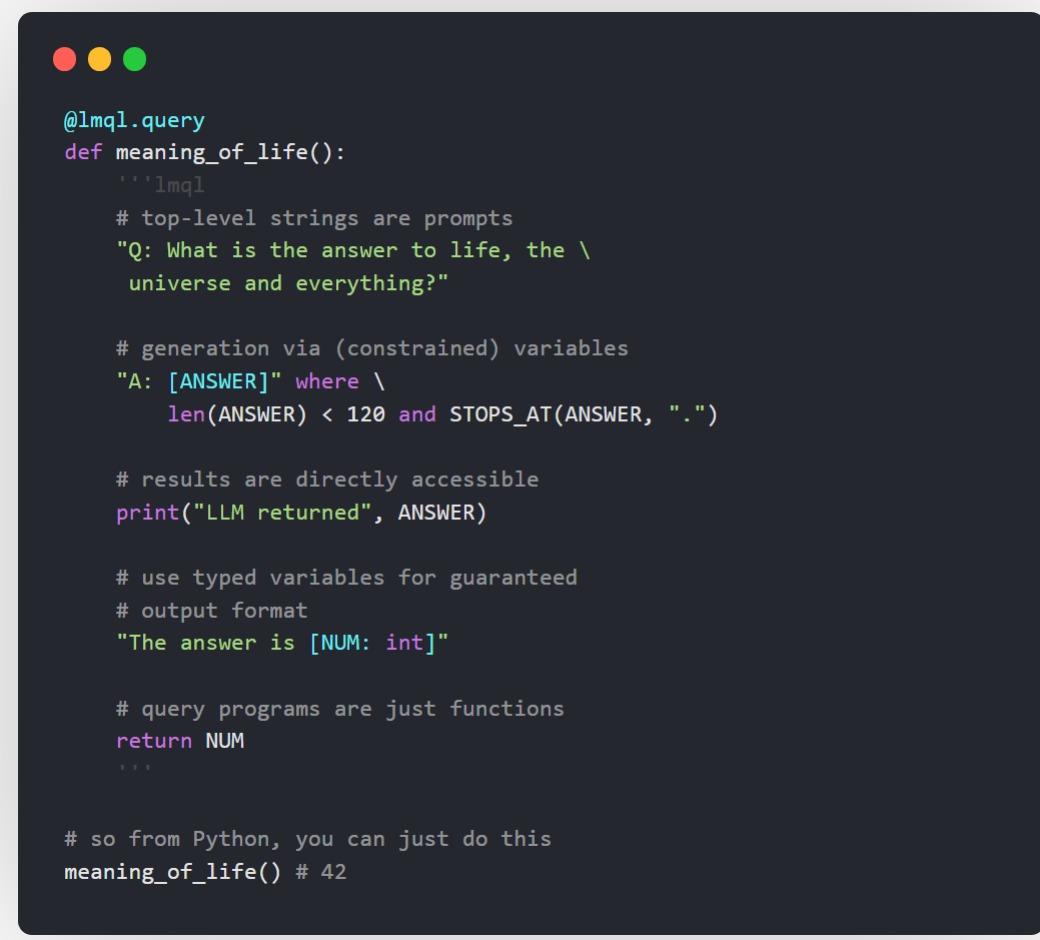 @lmql.query
def meaning_of_life():
    '''lmql
    # top-level strings are prompts
    "Q: What is the answer to life, the \
     universe and everything?"

    # generation via (constrained) variables
    "A: [ANSWER]" where \
        len(ANSWER) < 120 and STOPS_AT(ANSWER, ".")

    # results are directly accessible
    print("LLM returned", ANSWER)

    # use typed variables for guaranteed
    # output format
    "The answer is [NUM: int]"

    # query programs are just functions
    return NUM
    '''

# so from Python, you can just do this
meaning_of_life() # 42